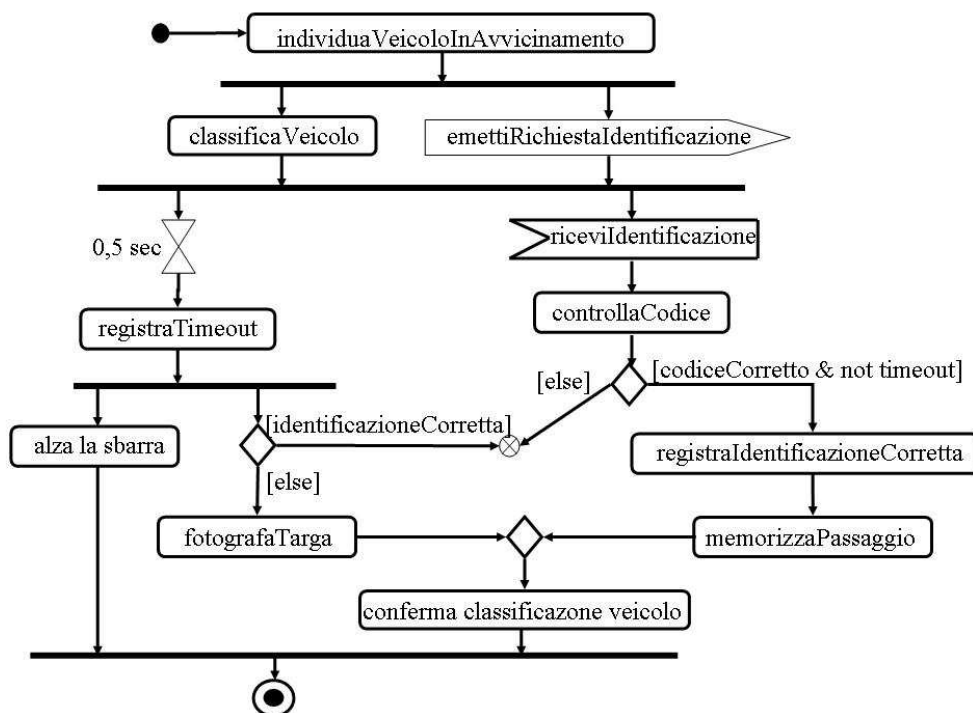 individuaVeicoloInAvvicinamento
classificaVeicolo
emettiRichiestaIdentificazione
0,5 sec
riceviIdentificazione
registraTimeout
controllaCodice
[else]
[codiceCorretto & not timeout]
alza la sbarra
[identificazioneCorretta]
[else]
registraIdentificazioneCorretta
fotografaTarga
memorizzaPassaggio
conferma classificazone veicolo